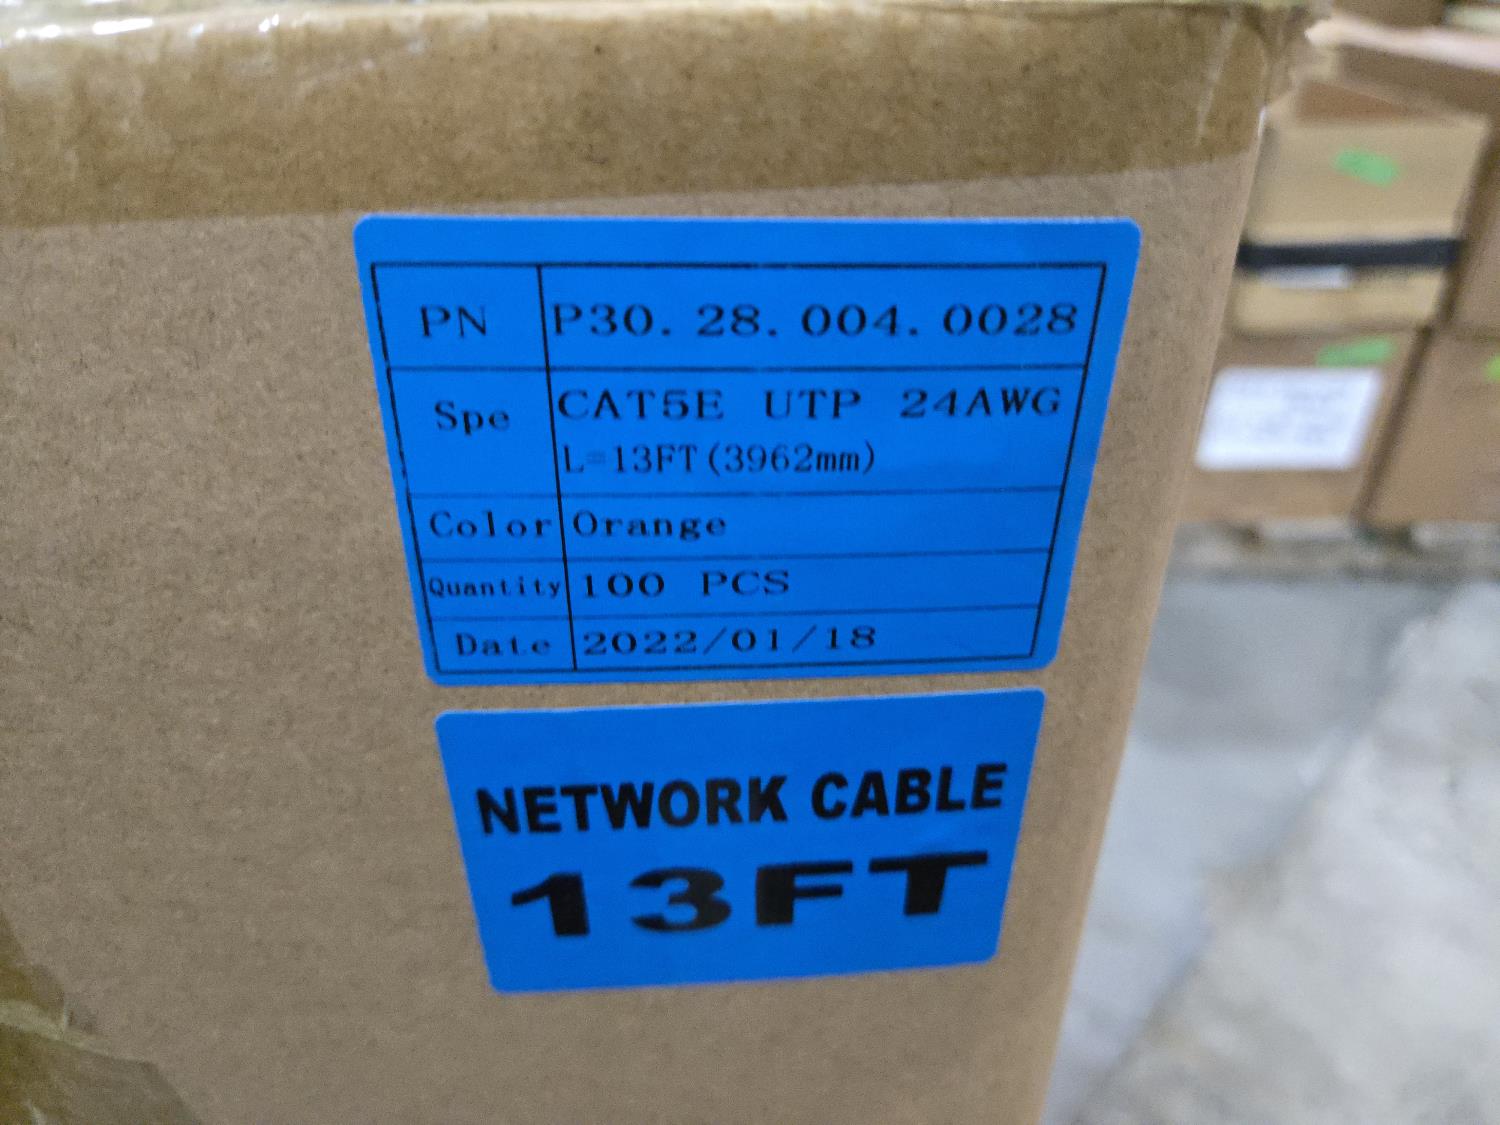 PN P30.28.004.0028
Spe CAT5E UTP 24AWG
L=13FT(3962mm)
Color Orange
Quantity 100 PCS
Date 2022/01/18
NETWORK CABLE
13FT